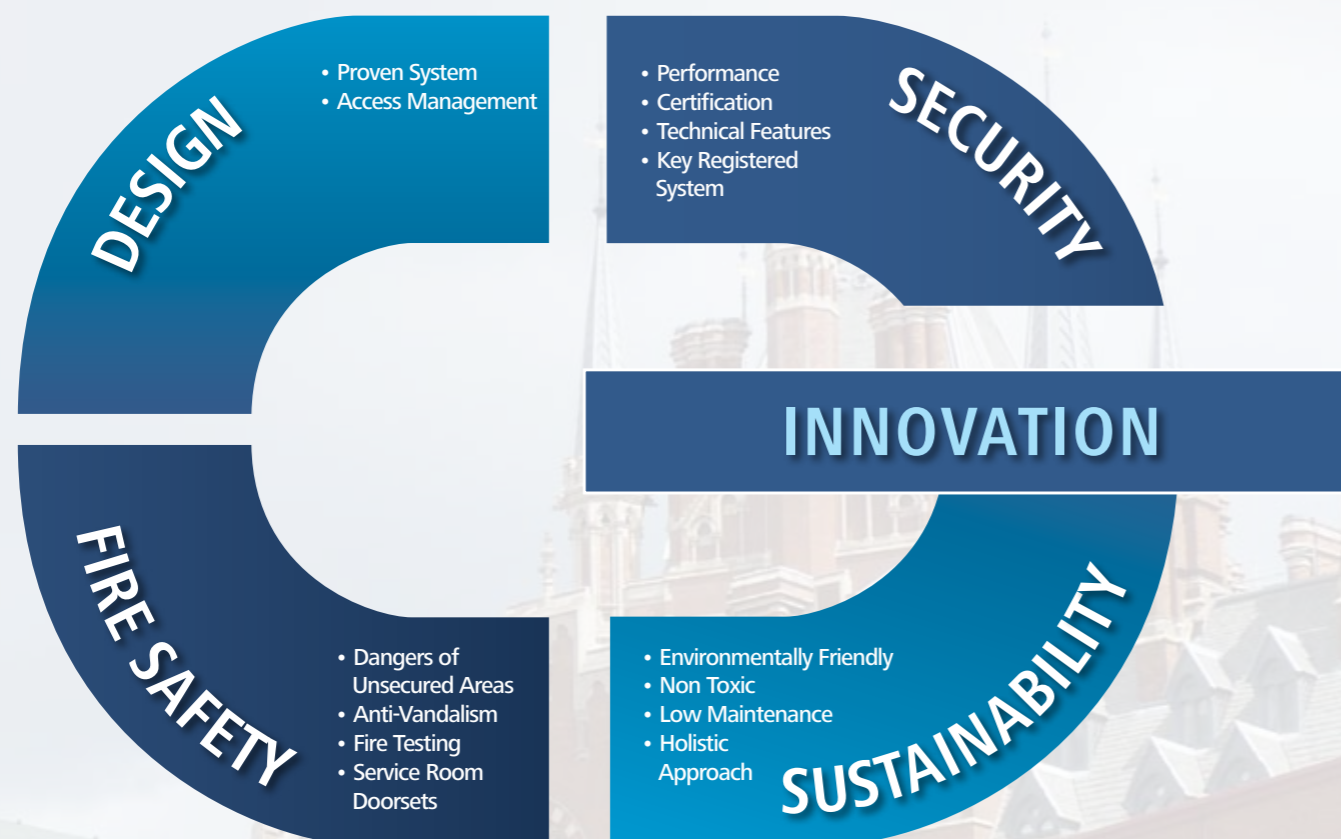 DESIGN
• Proven System
• Access Management
SECURITY
• Performance
• Certification
• Technical Features
• Key Registered
System
INNOVATION
FIRE SAFETY
• Dangers of
Unsecured Areas
• Anti-Vandalism
• Fire Testing
• Service Room
Doorsets
SUSTAINABILITY
• Environmentally Friendly
• Non Toxic
• Low Maintenance
• Holistic
Approach